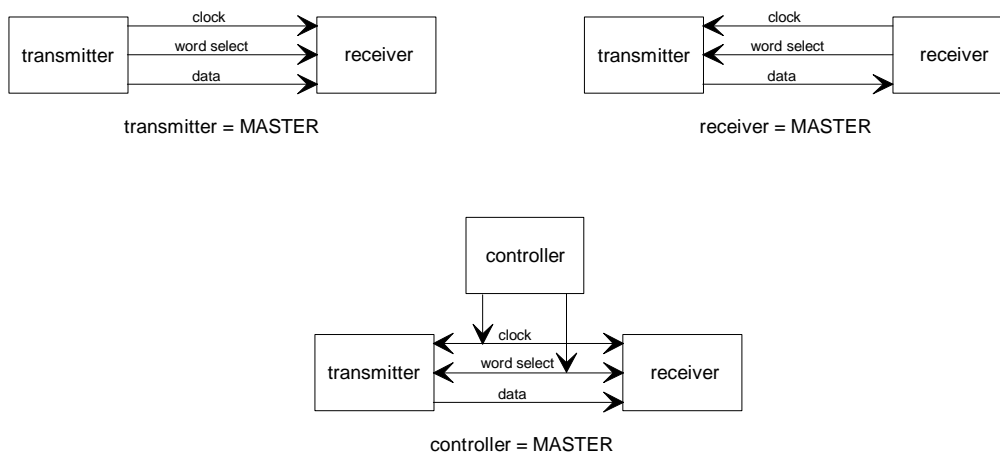 clock
transmitter
word select
receiver
data
transmitter = MASTER
clock
transmitter
word select
receiver
data
receiver = MASTER
controller
clock
transmitter
word select
receiver
data
controller = MASTER